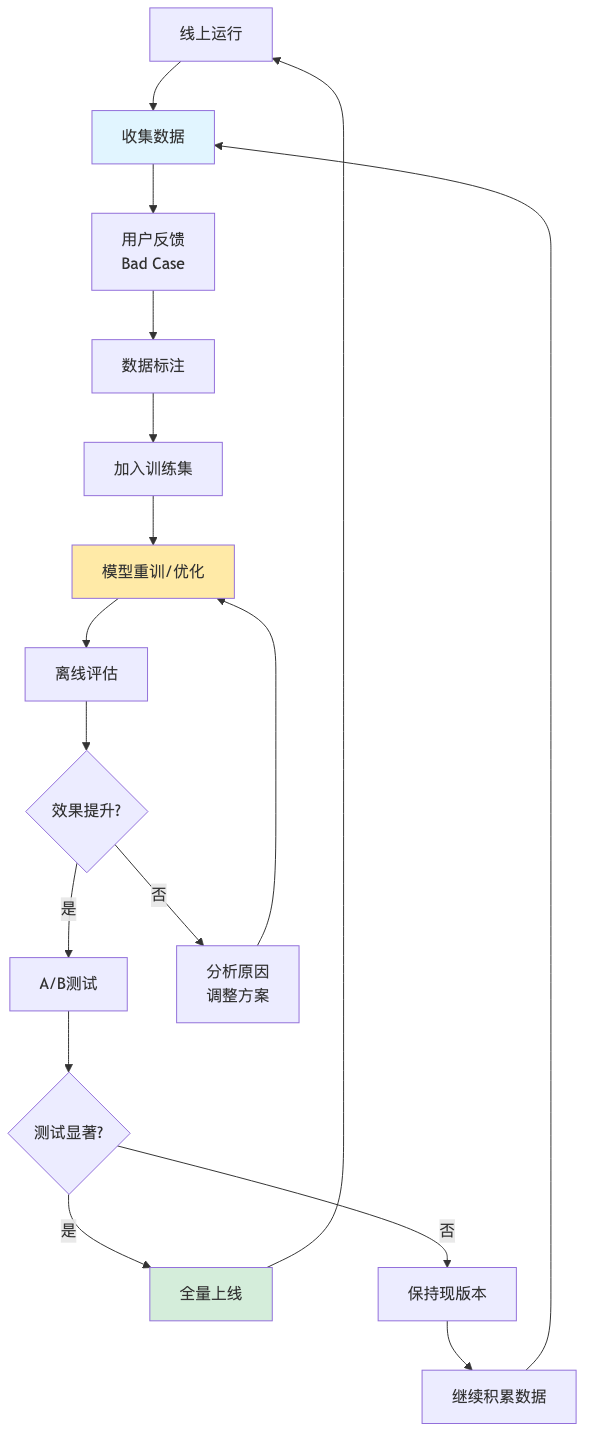 线上运行
收集数据
用户反馈
Bad Case
数据标注
加入训练集
模型重训/优化
离线评估
效果提升?
是
否
分析原因
调整方案
A/B测试
测试显著?
是
否
全量上线
保持现版本
继续积累数据